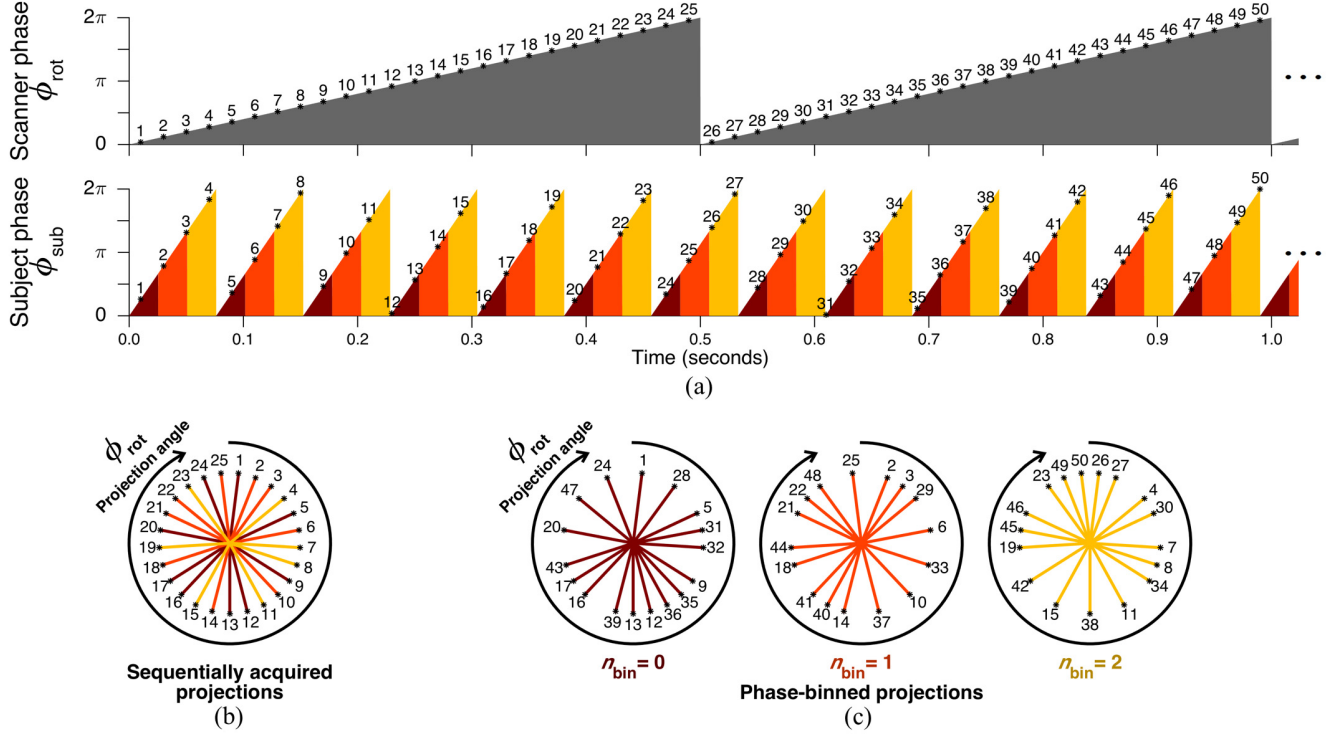 Scanner phase
ϕrot
2π
π
0
1 2 3 4 5 6 7 8 9 10 11 12 13 14 15 16 17 18 19 20 21 22 23 24 25
26 27 28 29 30 31 32 33 34 35 36 37 38 39 40 41 42 43 44 45 46 47 48 49 50
...
Subject phase
ϕsub
2π
π
0
1 2 3 4 5 6 7 8 9 10 11 12 13 14 15 16 17 18 19 20 21 22 23 24 25 26 27 28 29 30 31 32 33 34 35 36 37 38 39 40 41 42 43 44 45 46 47 48 49 50
...
0.0 0.1 0.2 0.3 0.4 0.5 0.6 0.7 0.8 0.9 1.0
Time (seconds)
(a)
ϕrot
Projection angle
1 2 3 4 5 6 7 8 9 10 11 12 13 14 15 16 17 18 19 20 21 22 23 24 25
Sequentially acquired
projections
(b)
ϕrot
Projection angle
1 28 5 31 32 9 35 36 12 13 39 16 17 43 20 47 24
nbin = 0
25 2 3 29 6 33 10 37 14 40 41 18 44 21 22 48
nbin = 1
50 26 27 4 30 7 8 34 11 38 15 42 19 45 46 23 49
nbin = 2
Phase-binned projections
(c)